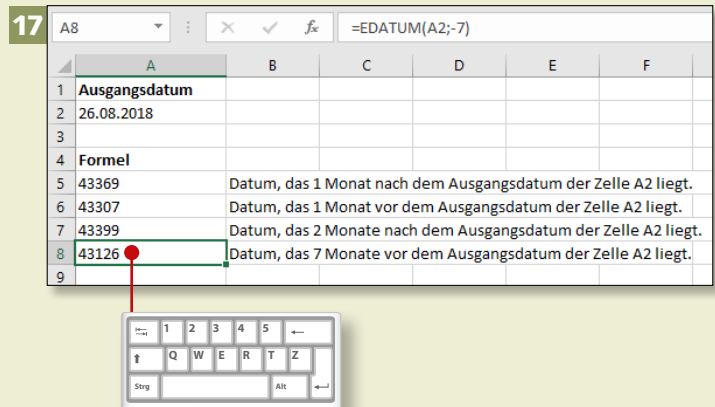 17
A8 fx =EDATUM(A2;-7)
A B C D E F
1 Ausgangsdatum
2 26.08.2018
3
4 Formel
5 43369 Datum, das 1 Monat nach dem Ausgangsdatum der Zelle A2 liegt.
6 43307 Datum, das 1 Monat vor dem Ausgangsdatum der Zelle A2 liegt.
7 43399 Datum, das 2 Monate nach dem Ausgangsdatum der Zelle A2 liegt.
8 43126 Datum, das 7 Monate vor dem Ausgangsdatum der Zelle A2 liegt.
9
1 2 3 4 5
Q W E R T Z
Strg Alt